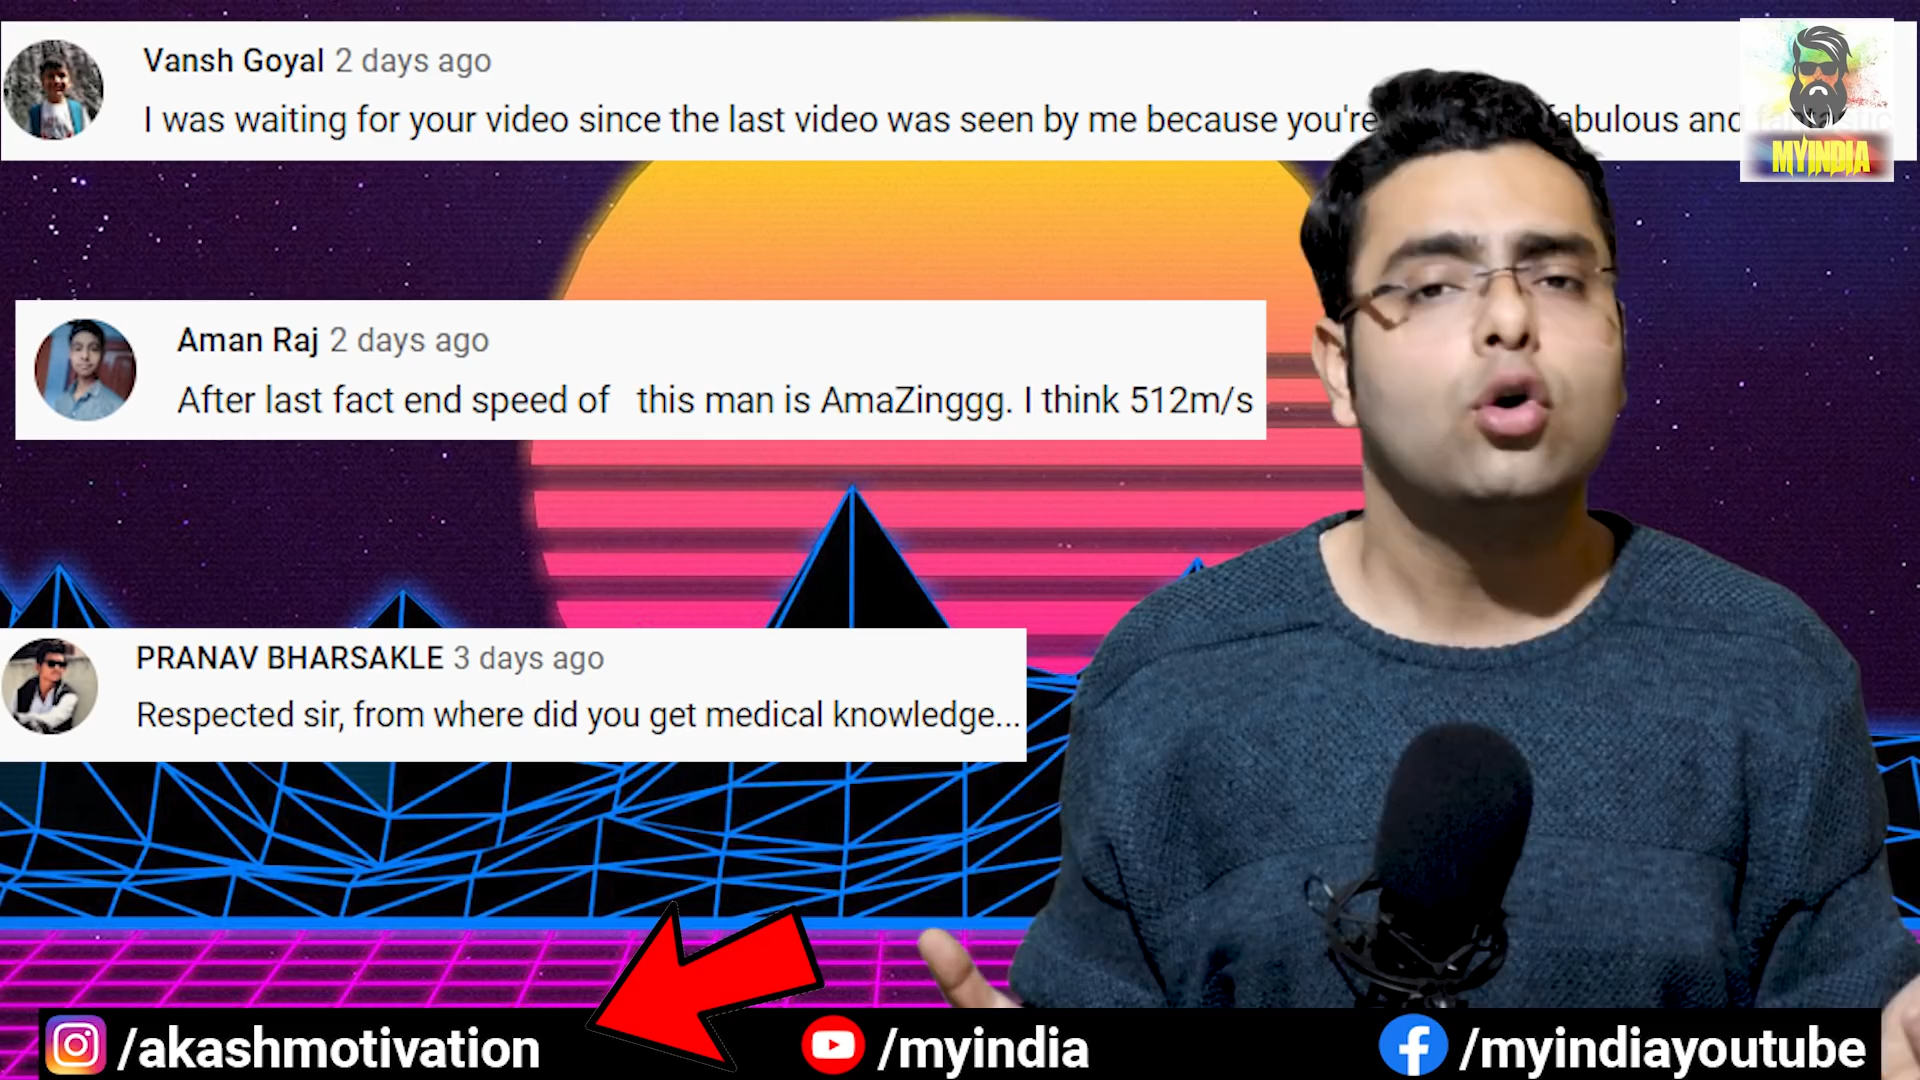 Vansh Goyal 2 days ago
I was waiting for your video since the last video was seen by me because you're fabulous and
MYINDIA
Aman Raj 2 days ago
After last fact end speed of this man is AmaZinggg. I think 512m/s
PRANAV BHARSAKLE 3 days ago
Respected sir, from where did you get medical knowledge...
/akashmotivation
/myindia
/myindiayoutube